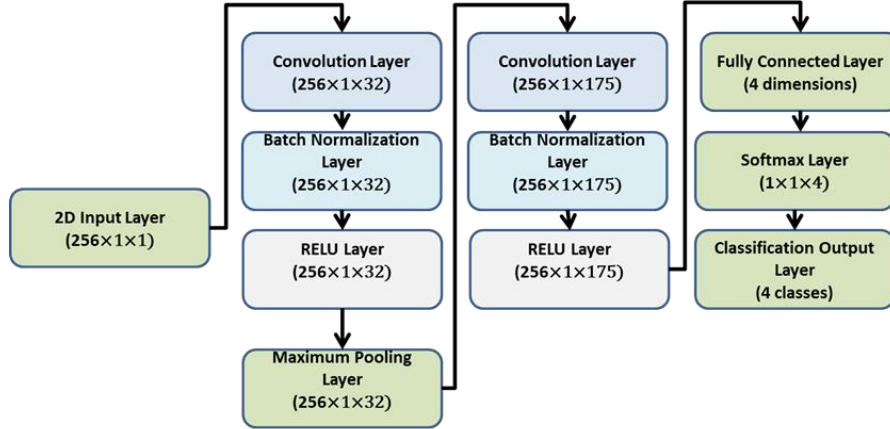 2D Input Layer
(256×1×1)
Convolution Layer
(256×1×32)
Batch Normalization
Layer
(256×1×32)
RELU Layer
(256×1×32)
Maximum Pooling
Layer
(256×1×32)
Convolution Layer
(256×1×175)
Batch Normalization
Layer
(256×1×175)
RELU Layer
(256×1×175)
Fully Connected Layer
(4 dimensions)
Softmax Layer
(1×1×4)
Classification Output
Layer
(4 classes)